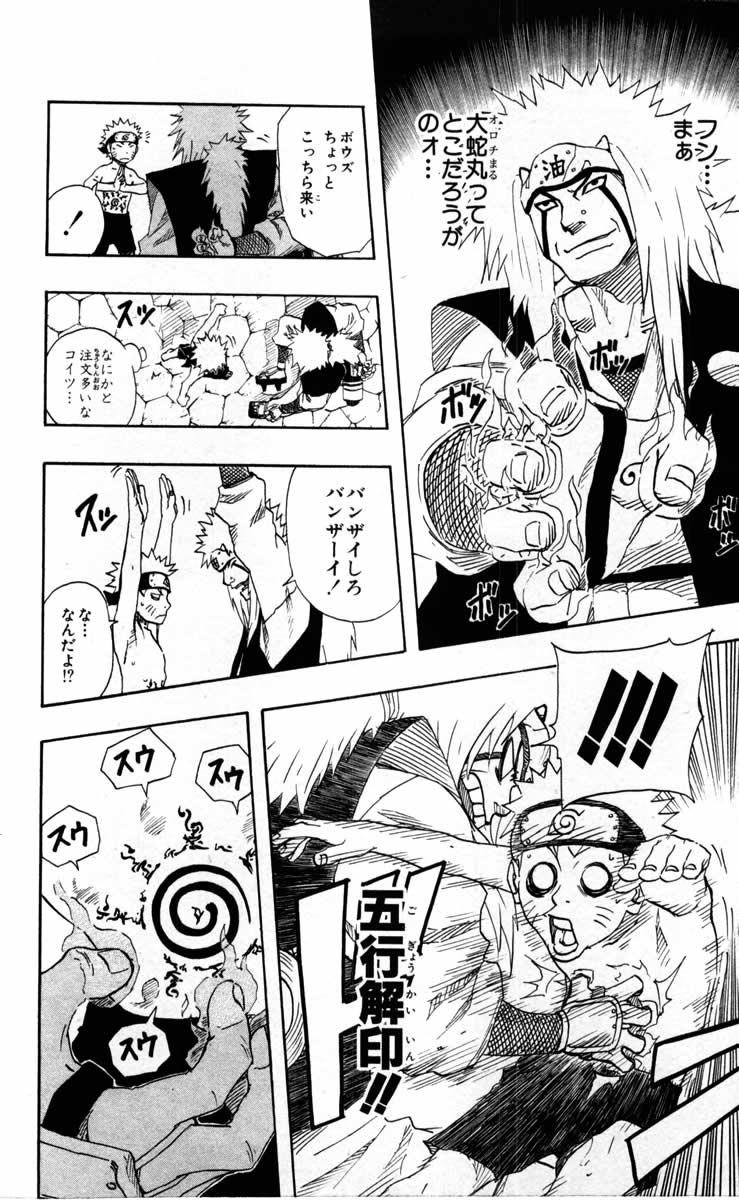 フン…
まぁ
大蛇丸って
とこだろうが
のォ…
油
ボッ
ボッ
ボッ
ボッ
ボウズ
ちょっと
こっちら来い
！
スッ
なにかと
注文多いな
コイツ…
バンザイしろ
バンザーイ！
スッ
な…
なんだよ!?
!!!
五行解印!!
スウ
スウ
スウ
スウ